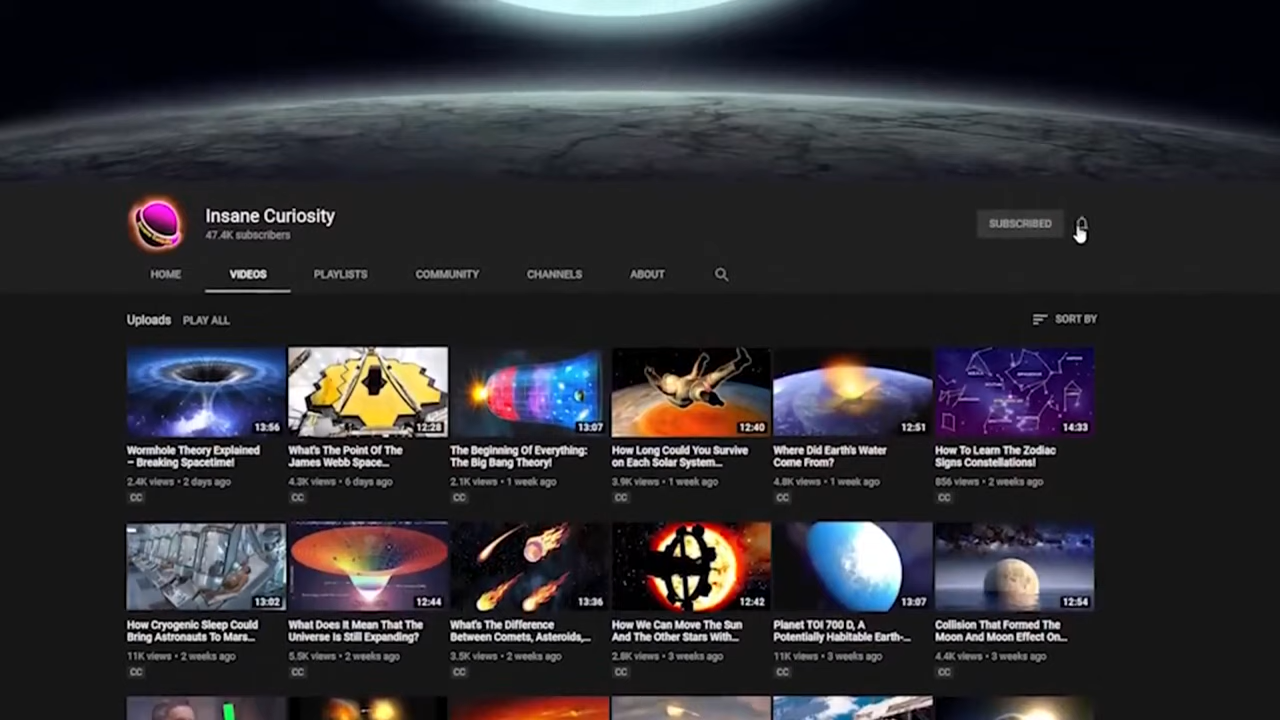 Insane Curiosity
47.4K subscribers
SUBSCRIBED
HOME VIDEOS PLAYLISTS COMMUNITY CHANNELS ABOUT
Uploads PLAY ALL SORT BY
13:56 12:28 13:07 12:40 12:51 14:33
Wormhole Theory Explained
– Breaking Spacetime!
2.4K views • 2 days ago
CC
What's The Point Of The
James Webb Space...
4.3K views • 6 days ago
CC
The Beginning Of Everything:
The Big Bang Theory!
2.1K views • 1 week ago
CC
How Long Could You Survive
on Each Solar System...
3.9K views • 1 week ago
CC
Where Did Earth's Water
Come From?
4.8K views • 1 week ago
CC
How To Learn The Zodiac
Signs Constellations!
856 views • 2 weeks ago
CC
13:02 12:44 13:36 12:42 13:07 12:54
How Cryogenic Sleep Could
Bring Astronauts To Mars...
11K views • 2 weeks ago
CC
What Does It Mean That The
Universe Is Still Expanding?
5.5K views • 2 weeks ago
CC
What's The Difference
Between Comets, Asteroids,...
3.5K views • 2 weeks ago
CC
How We Can Move The Sun
And The Other Stars With...
2.8K views • 3 weeks ago
CC
Planet TOI 700 D, A
Potentially Habitable Earth-...
11K views • 3 weeks ago
CC
Collision That Formed The
Moon And Moon Effect On...
4.4K views • 3 weeks ago
CC